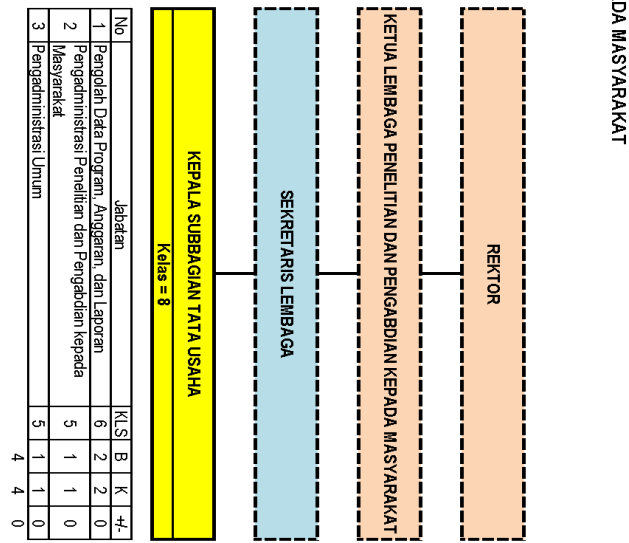 DA MASYARAKAT
REKTOR
KETUA LEMBAGA PENELITIAN DAN PENGABDIAN KEPADA MASYARAKAT
SEKRETARIS LEMBAGA
KEPALA SUBBAGIAN TATA USAHA
Kelas = 8
No Jabatan KLS B K +/-
1 Pengolah Data Program, Anggaran, dan Laporan 6 2 2 0
2 Pengadministrasi Penelitian dan Pengabdian kepada
Masyarakat 5 1 1 0
3 Pengadministrasi Umum 5 1 1 0
4 4 0